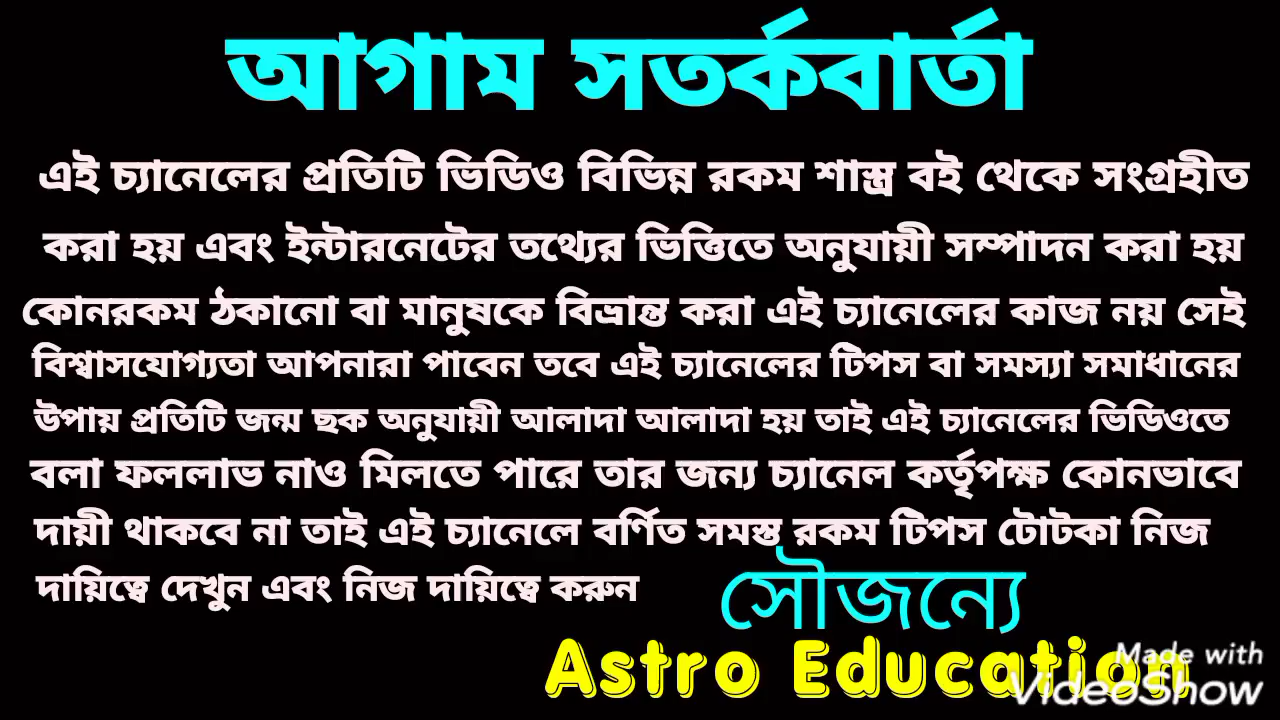 আগাম সতর্কবার্তা
এই চ্যানেলের প্রতিটি ভিডিও বিভিন্ন রকম শাস্ত্র বই থেকে সংগ্রহীত
করা হয় এবং ইন্টারনেটের তথ্যের ভিত্তিতে অনুযায়ী সম্পাদন করা হয়
কোনরকম ঠকানো বা মানুষকে বিভ্রান্ত করা এই চ্যানেলের কাজ নয় সেই
বিশ্বাসযোগ্যতা আপনারা পাবেন তবে এই চ্যানেলের টিপস বা সমস্যা সমাধানের
উপায় প্রতিটি জন্ম ছক অনুযায়ী আলাদা আলাদা হয় তাই এই চ্যানেলের ভিডিওতে
বলা ফললাভ নাও মিলতে পারে তার জন্য চ্যানেল কর্তৃপক্ষ কোনভাবে
দায়ী থাকবে না তাই এই চ্যানেলে বর্ণিত সমস্ত রকম টিপস টোটকা নিজ
দায়িত্বে দেখুন এবং নিজ দায়িত্বে করুন
সৌজন্যে
Astro Education
Made with
VideoShow